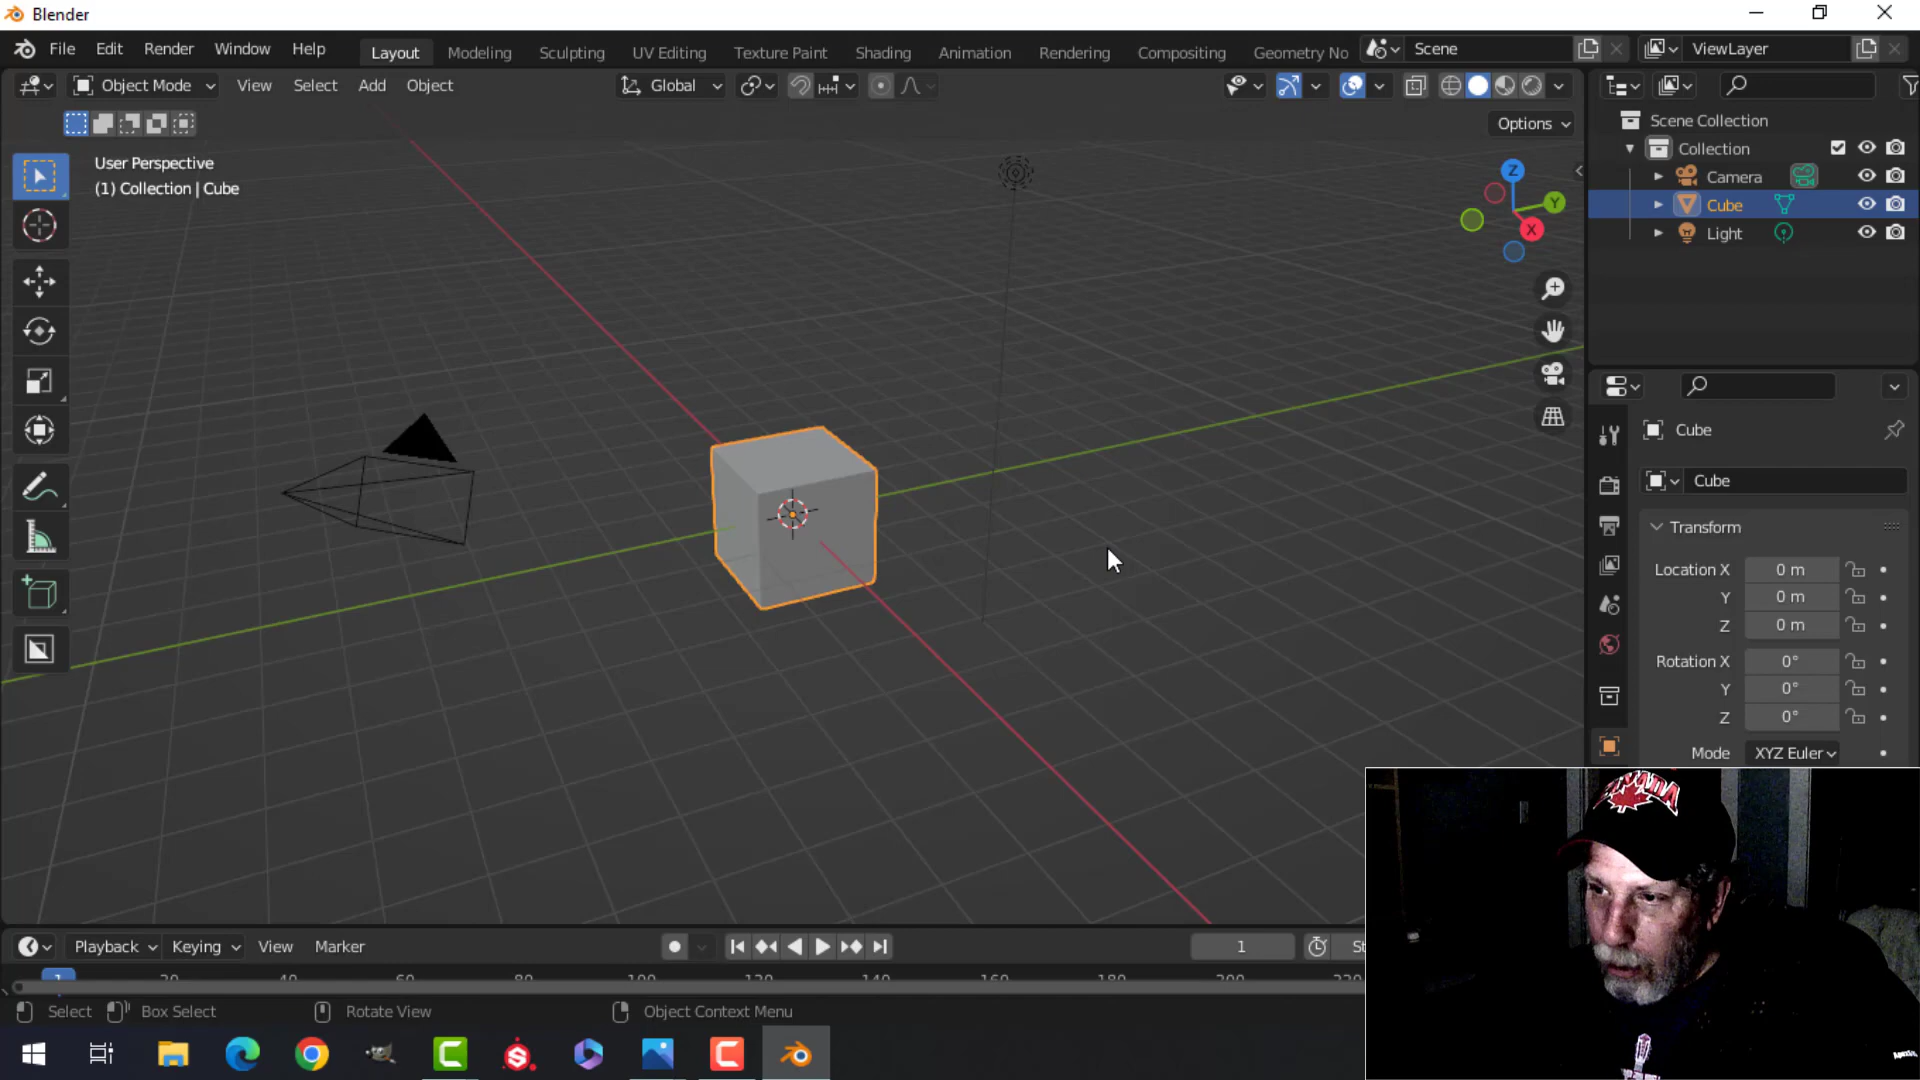 Blender
File Edit Render Window Help Layout Modeling Sculpting UV Editing Texture Paint Shading Animation Rendering Compositing Geometry No Scene ViewLayer
Object Mode View Select Add Object Global
Options
User Perspective
(1) Collection | Cube
Z
Y
X
Scene Collection
Collection
Camera
Cube
Light
Cube
Cube
Transform
Location X 0 m
Y 0 m
Z 0 m
Rotation X 0°
Y 0°
Z 0°
Mode XYZ Euler
CANADA
Playback Keying View Marker 1 St
1 20 40 60 80 100 120 140 160 180 200 220
Select Box Select Rotate View Object Context Menu